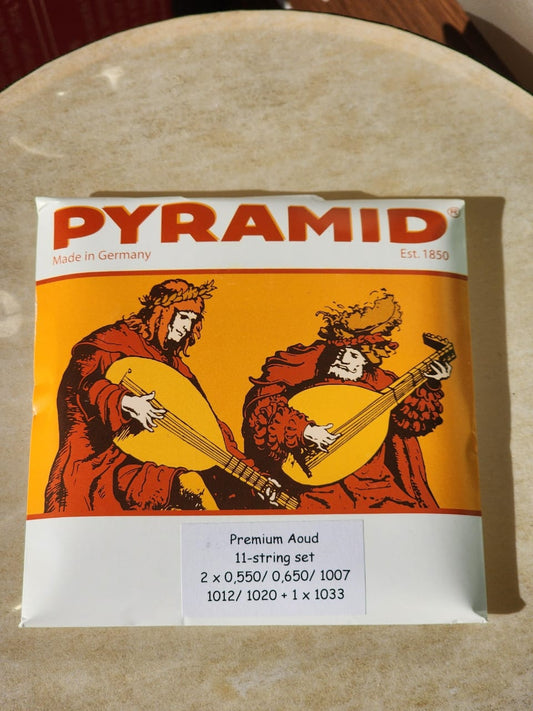 PYRAMID®
Made in Germany
Est. 1850
Premium Aoud
11-string set
2 x 0,550/ 0,650/ 1007
1012/ 1020 + 1 x 1033